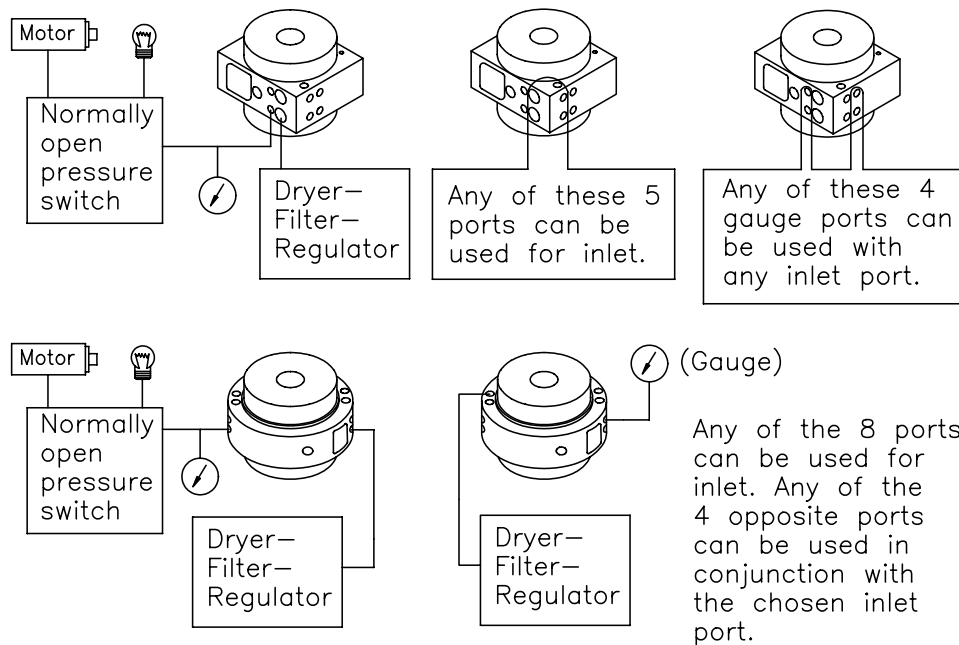 Motor
Normally
open
pressure
switch
Dryer–
Filter–
Regulator
Any of these 5
ports can be
used for inlet.
Any of these 4
gauge ports can
be used with
any inlet port.
Motor
Normally
open
pressure
switch
Dryer–
Filter–
Regulator
Dryer–
Filter–
Regulator
(Gauge)
Any of the 8 ports
can be used for
inlet. Any of the
4 opposite ports
can be used in
conjunction with
the chosen inlet
port.